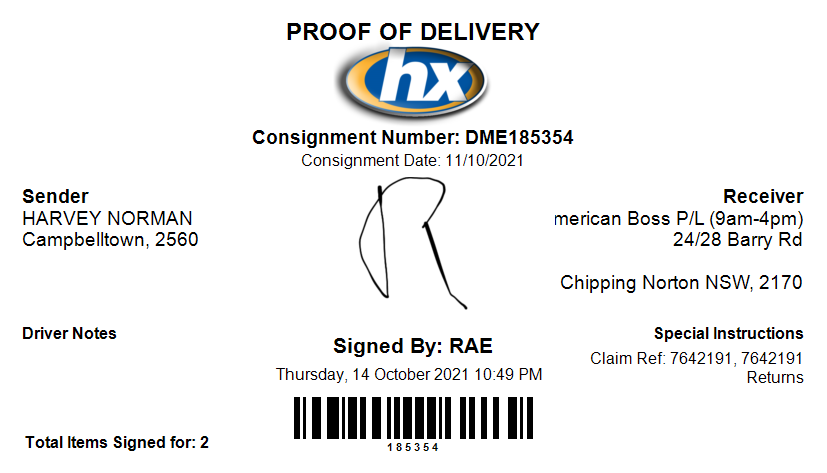 PROOF OF DELIVERY
hx
Consignment Number: DME185354
Consignment Date: 11/10/2021
Sender
HARVEY NORMAN
Campbelltown, 2560
Receiver
merican Boss P/L (9am-4pm)
24/28 Barry Rd
Chipping Norton NSW, 2170
R
Driver Notes
Signed By: RAE
Thursday, 14 October 2021 10:49 PM
Special Instructions
Claim Ref: 7642191, 7642191
Returns
185354
Total Items Signed for: 2